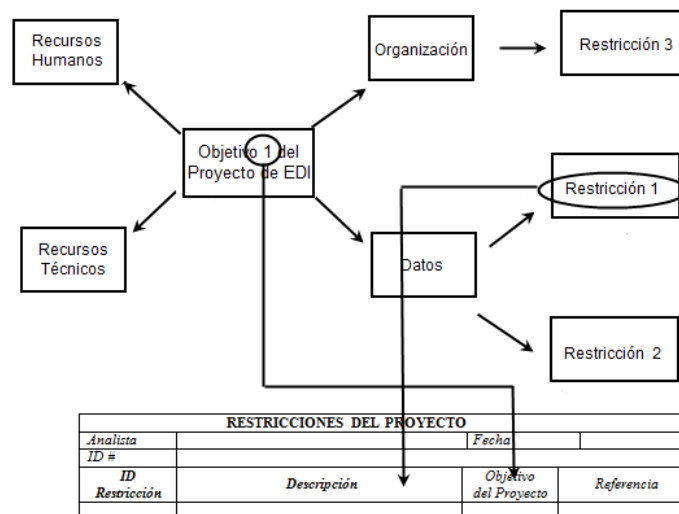 Recursos
Humanos
Organización
Restricción 3
Objetivo 1 del
Proyecto de EDI
Restricción 1
Recursos
Técnicos
Datos
Restricción 2
RESTRICCIONES DEL PROYECTO
Analista
Fecha
ID #
ID
Restricción
Descripción
Objetivo
del Proyecto
Referencia